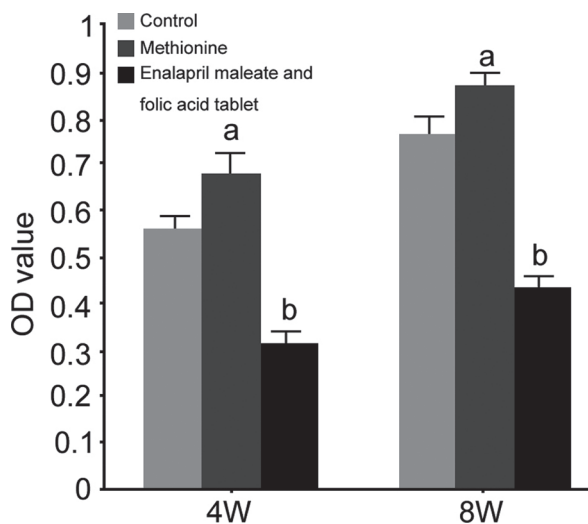 1
Control
Methionine
0.9
Enalapril maleate and
folic acid tablet
0.8
0.7
0.6
0.5
0.4
0.3
0.2
0.1
0
OD value
a
b
a
b
4W
8W